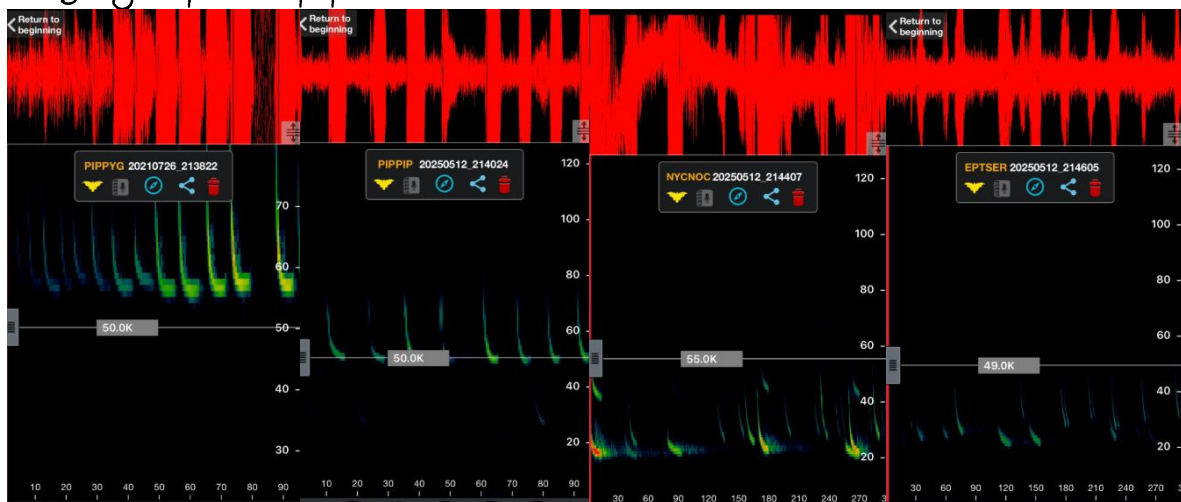 Return to
beginning
PIPPYG 20210726_213822
70
60
50.0K
50
40
30
10 20 30 40 50 60 70 80 90
Return to
beginning
PIPPIP 20250512_214024
120
100
80
60
50.0K
40
20
10 20 30 40 50 60 70 80 90
NYCNOC 20250512_214407
120
100
80
60
55.0K
40
20
30 60 90 120 150 180 210 240 270
Return to
beginning
EPTSER 20250512_214605
120
100
80
60
49.0K
40
20
30 60 90 120 150 180 210 240 270